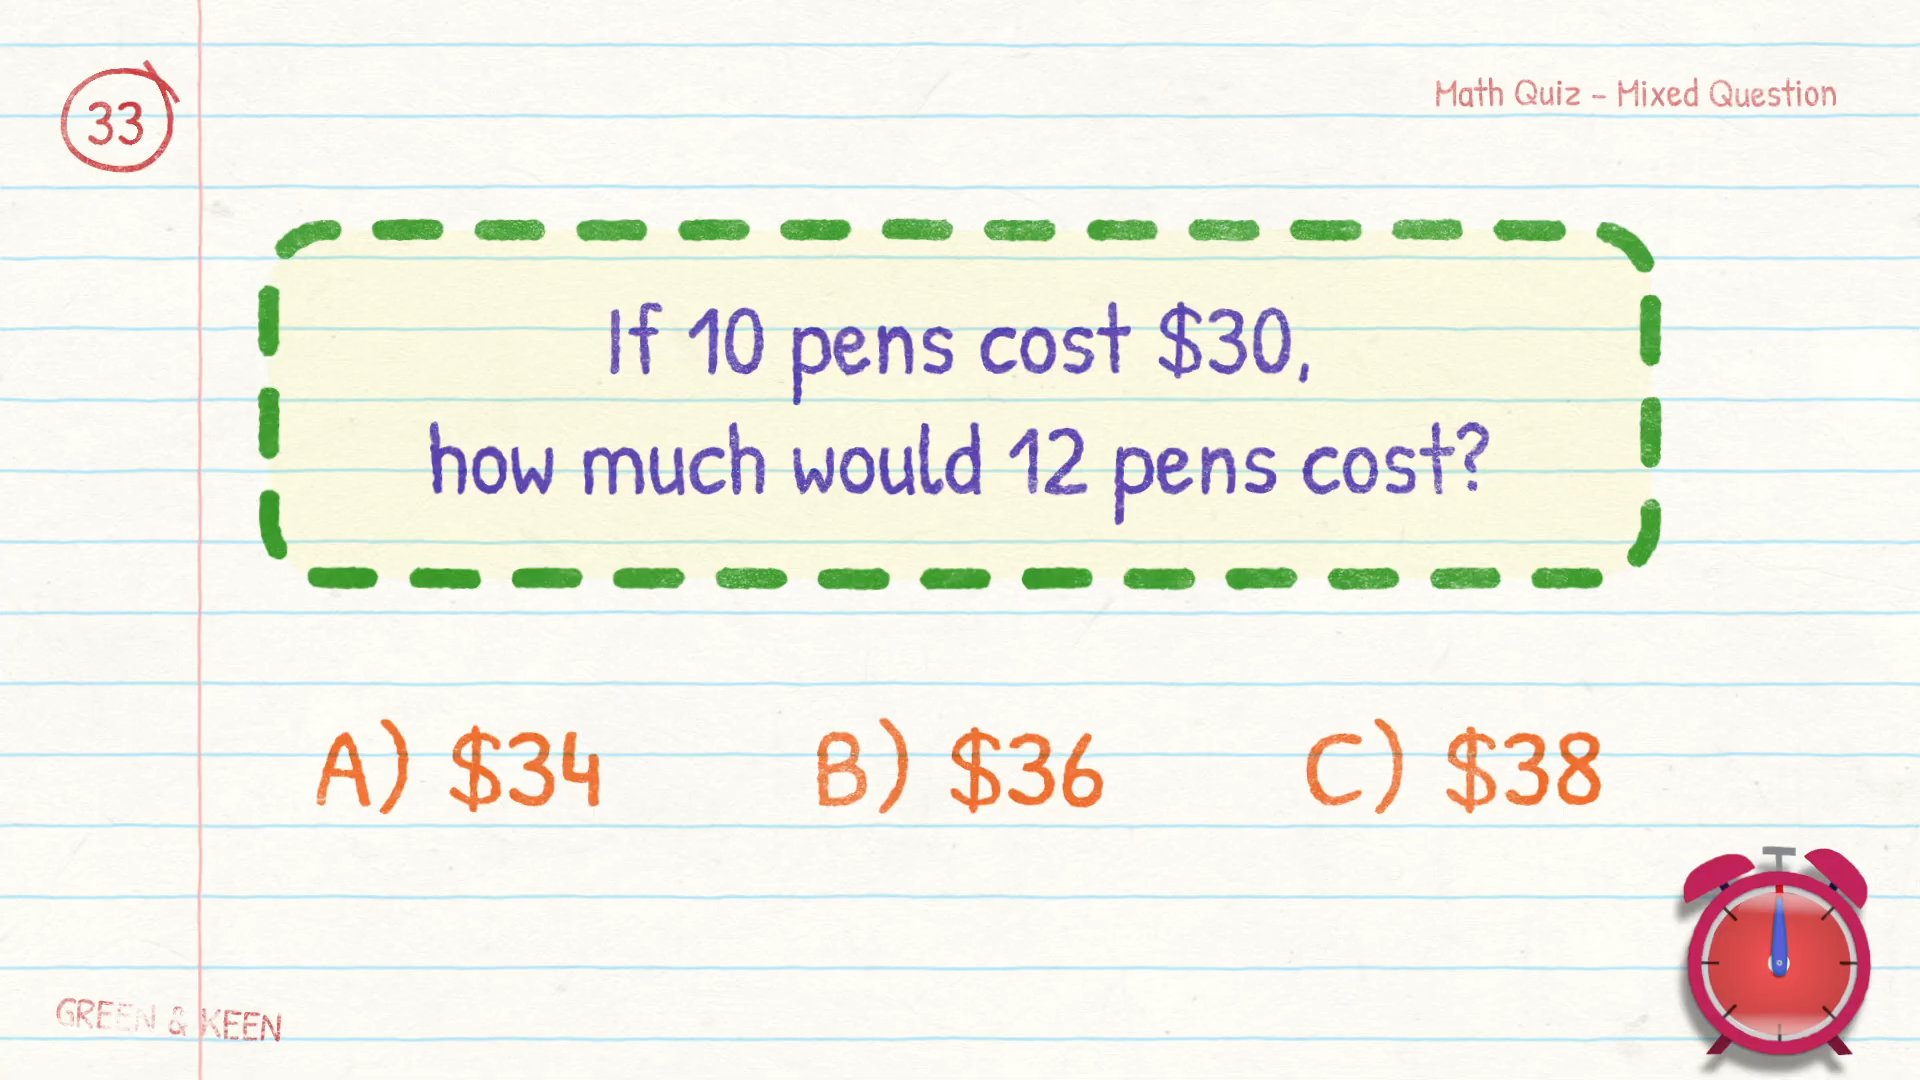 33
Math Quiz - Mixed Question
If 10 pens cost $30,
how much would 12 pens cost?
A) $34
B) $36
C) $38
GREEN & KEEN